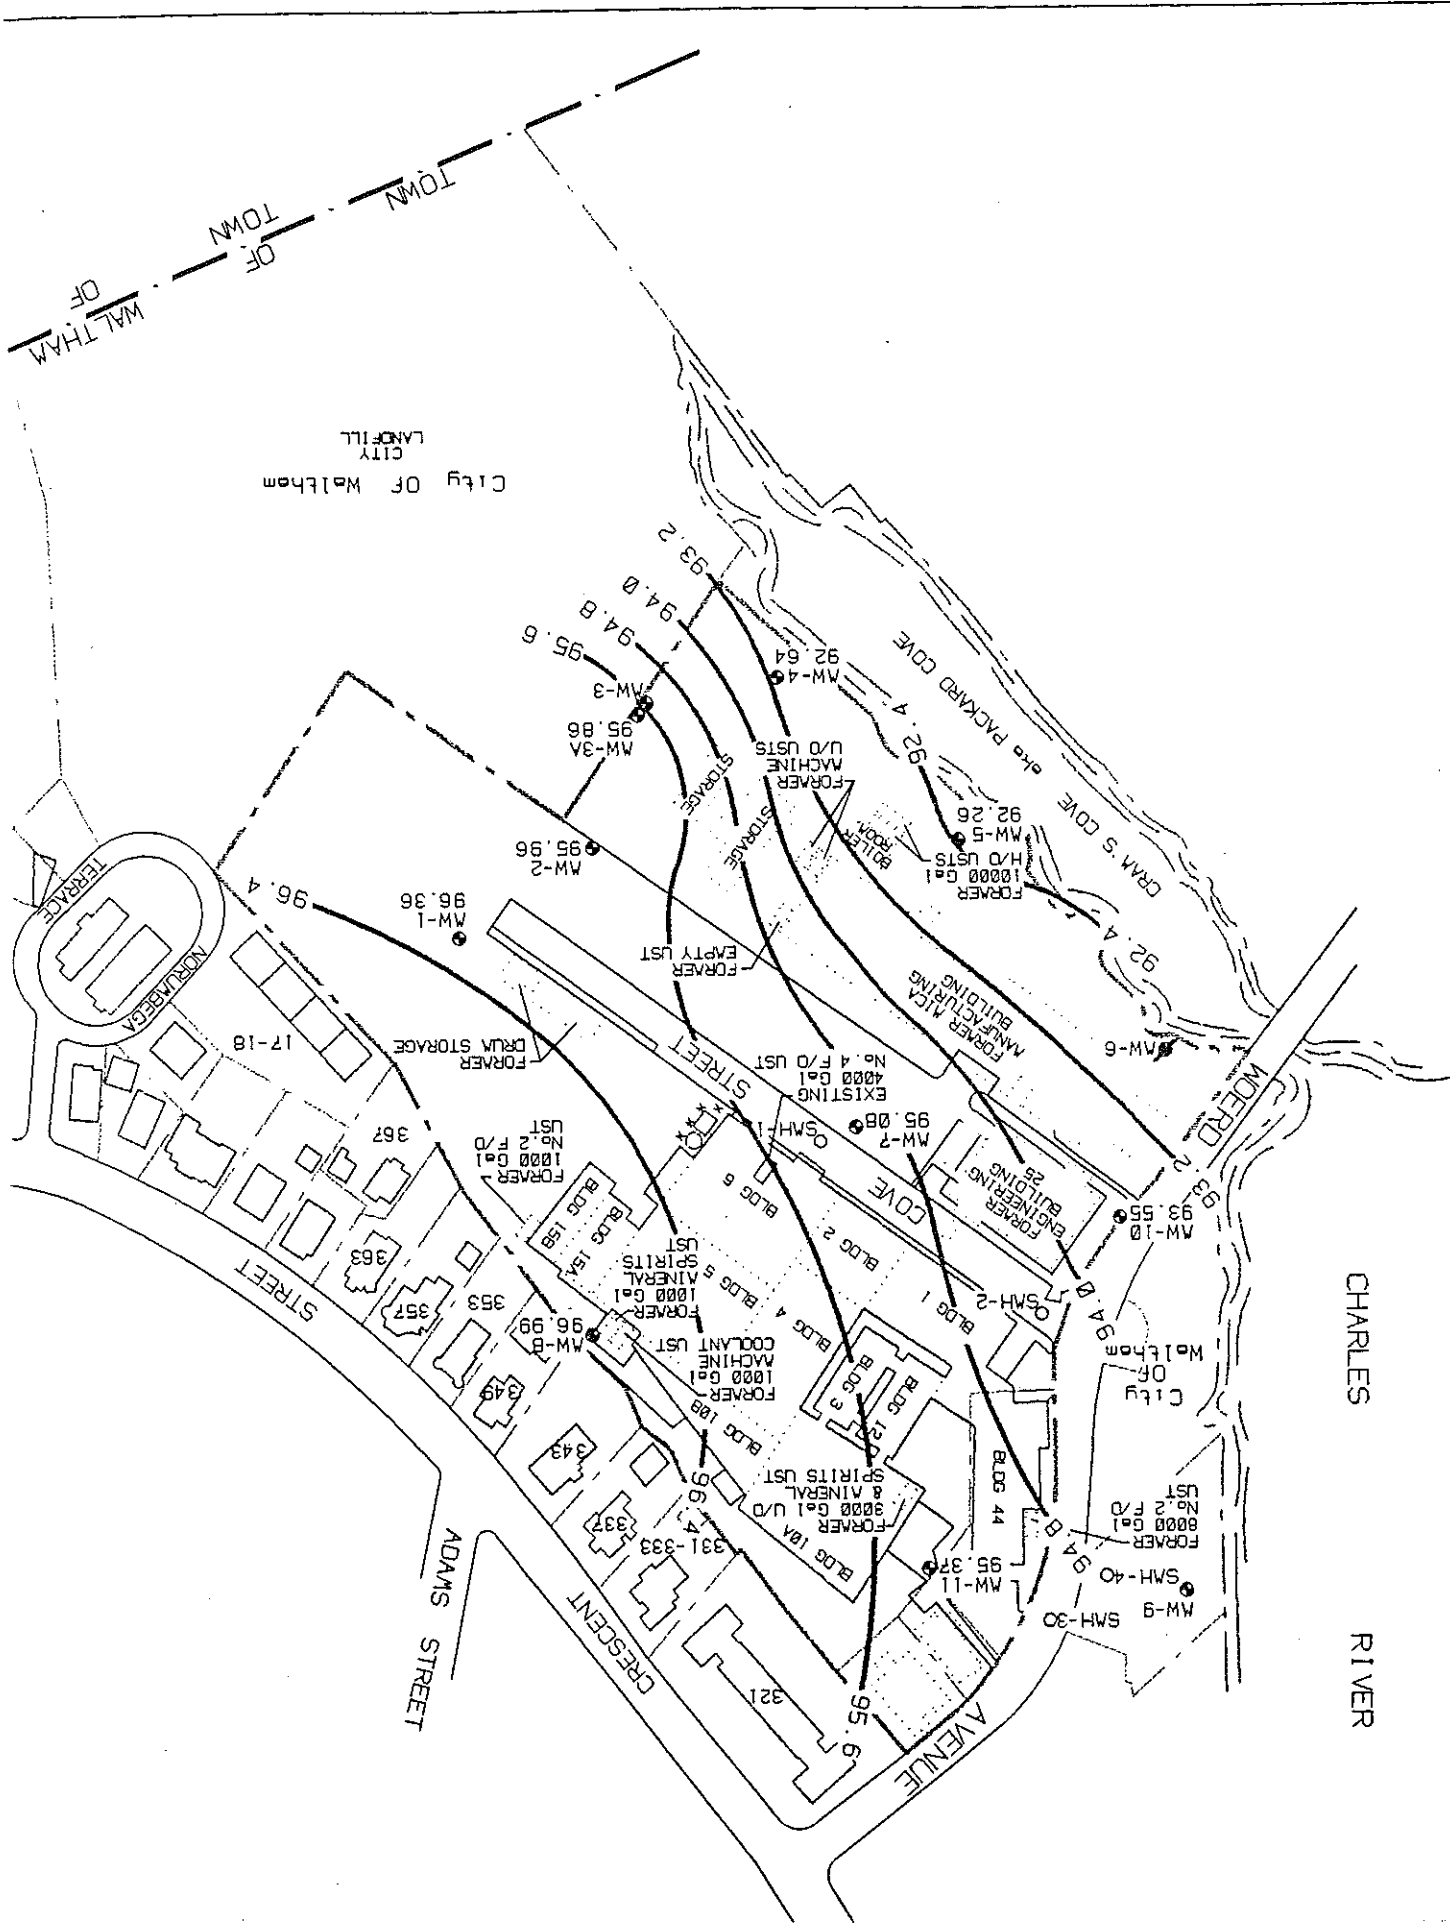 CHARLES RIVER
ADAMS STREET
CRESCENT
STREET
WOERD
AVENUE
COVE
STREET
NORUMBEGA
TERRACE
TOWN
TOWN
OF
OF
WALTHAM
City OF Waltham
CITY
LANDFILL
CRAM'S COVE
aka PACKARD COVE
City
OF
Waltham
321
331-333
337
343
349
353
357
363
367
17-18
96.4
96.4
95.6
95.6
94.8
94.8
94.0
94.0
93.2
93.2
92.4
92.4
MW-1
96.36
MW-2
95.96
MW-3
MW-3A
95.86
MW-4
92.64
MW-5
92.26
MW-6
MW-7
95.08
MW-8
96.99
MW-9
MW-10
93.55
MW-11
95.37
SMH-1
SMH-2
SMH-3
SMH-4
BLDG 1
BLDG 2
BLDG 3
BLDG 4
BLDG 5
BLDG 6
BLDG 10A
BLDG 10B
BLDG 12
BLDG 15A
BLDG 15B
BLDG 44
FORMER
8000 Gal
No.2 F/O
UST
FORMER
3000 Gal U/O
& MINERAL
SPIRITS UST
FORMER
1000 Gal
MACHINE
COOLANT UST
FORMER
1000 Gal
MINERAL
SPIRITS
UST
FORMER
1000 Gal
No.2 F/O
UST
FORMER
DRUM STORAGE
EXISTING
4000 Gal
No.4 F/O UST
FORMER
EMPTY UST
FORMER
ENGINEERING
BUILDING
25
FORMER MICA
MANUFACTURING
BUILDING
FORMER
10000 Gal
H/O USTS
BOILER
ROOM
FORMER
MACHINE
U/O USTS
STORAGE
STORAGE